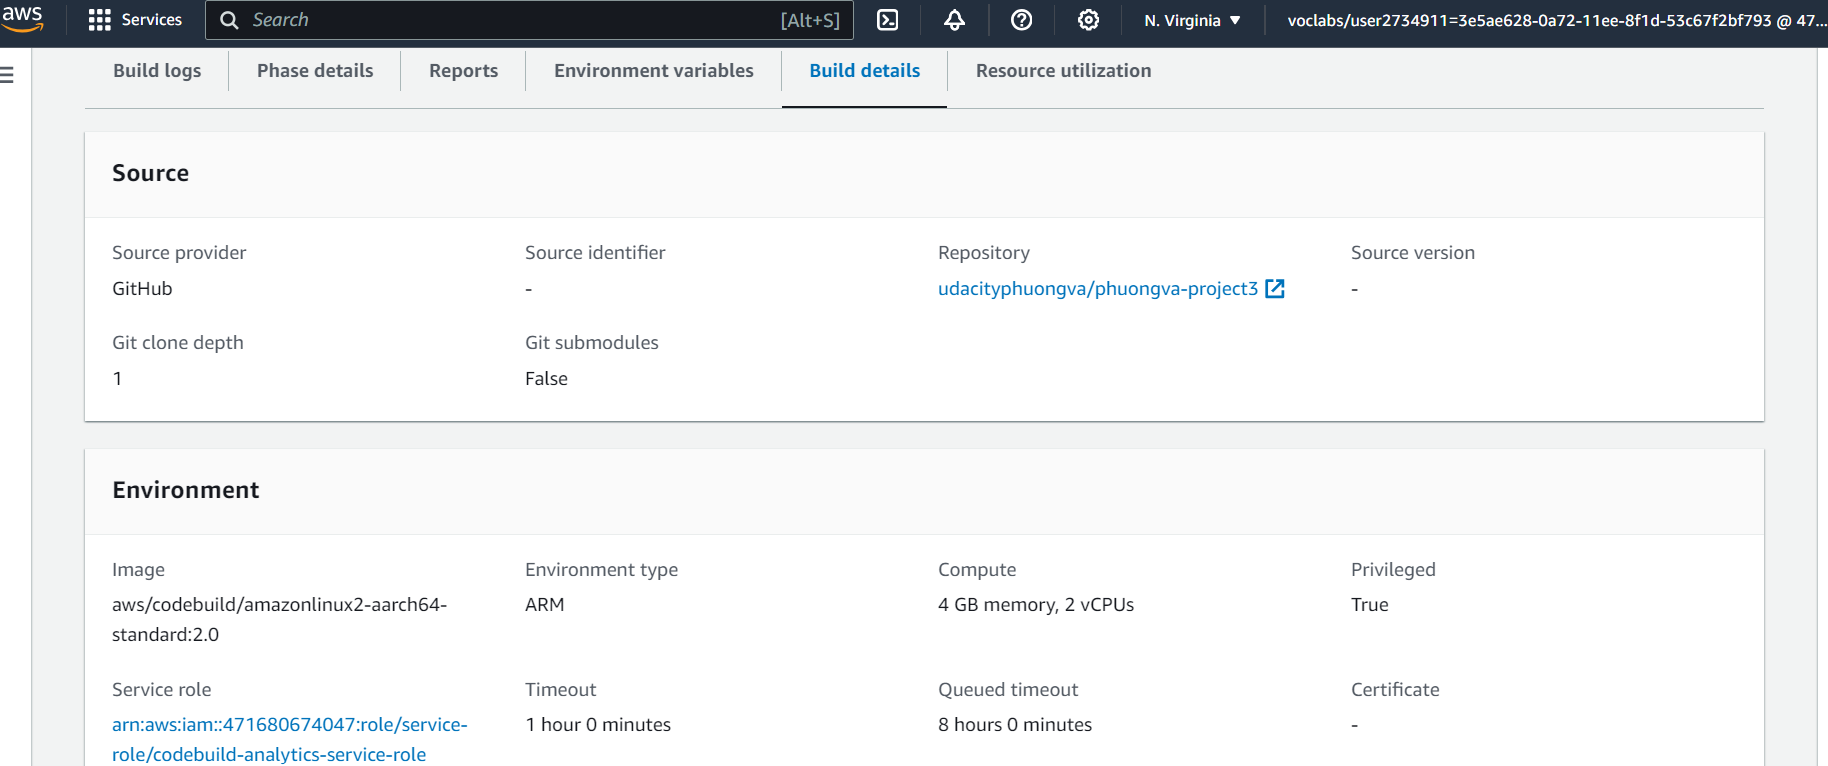 aws
Services
Search
[Alt+S]
N. Virginia ▼
voclabs/user2734911=3e5ae628-0a72-11ee-8f1d-53c67f2bf793 @ 47...
Build logs
Phase details
Reports
Environment variables
Build details
Resource utilization
Source
Source provider
GitHub
Source identifier
-
Repository
udacityphuongva/phuongva-project3
Source version
-
Git clone depth
1
Git submodules
False
Environment
Image
aws/codebuild/amazonlinux2-aarch64-
standard:2.0
Environment type
ARM
Compute
4 GB memory, 2 vCPUs
Privileged
True
Service role
arn:aws:iam::471680674047:role/service-
role/codebuild-analytics-service-role
Timeout
1 hour 0 minutes
Queued timeout
8 hours 0 minutes
Certificate
-